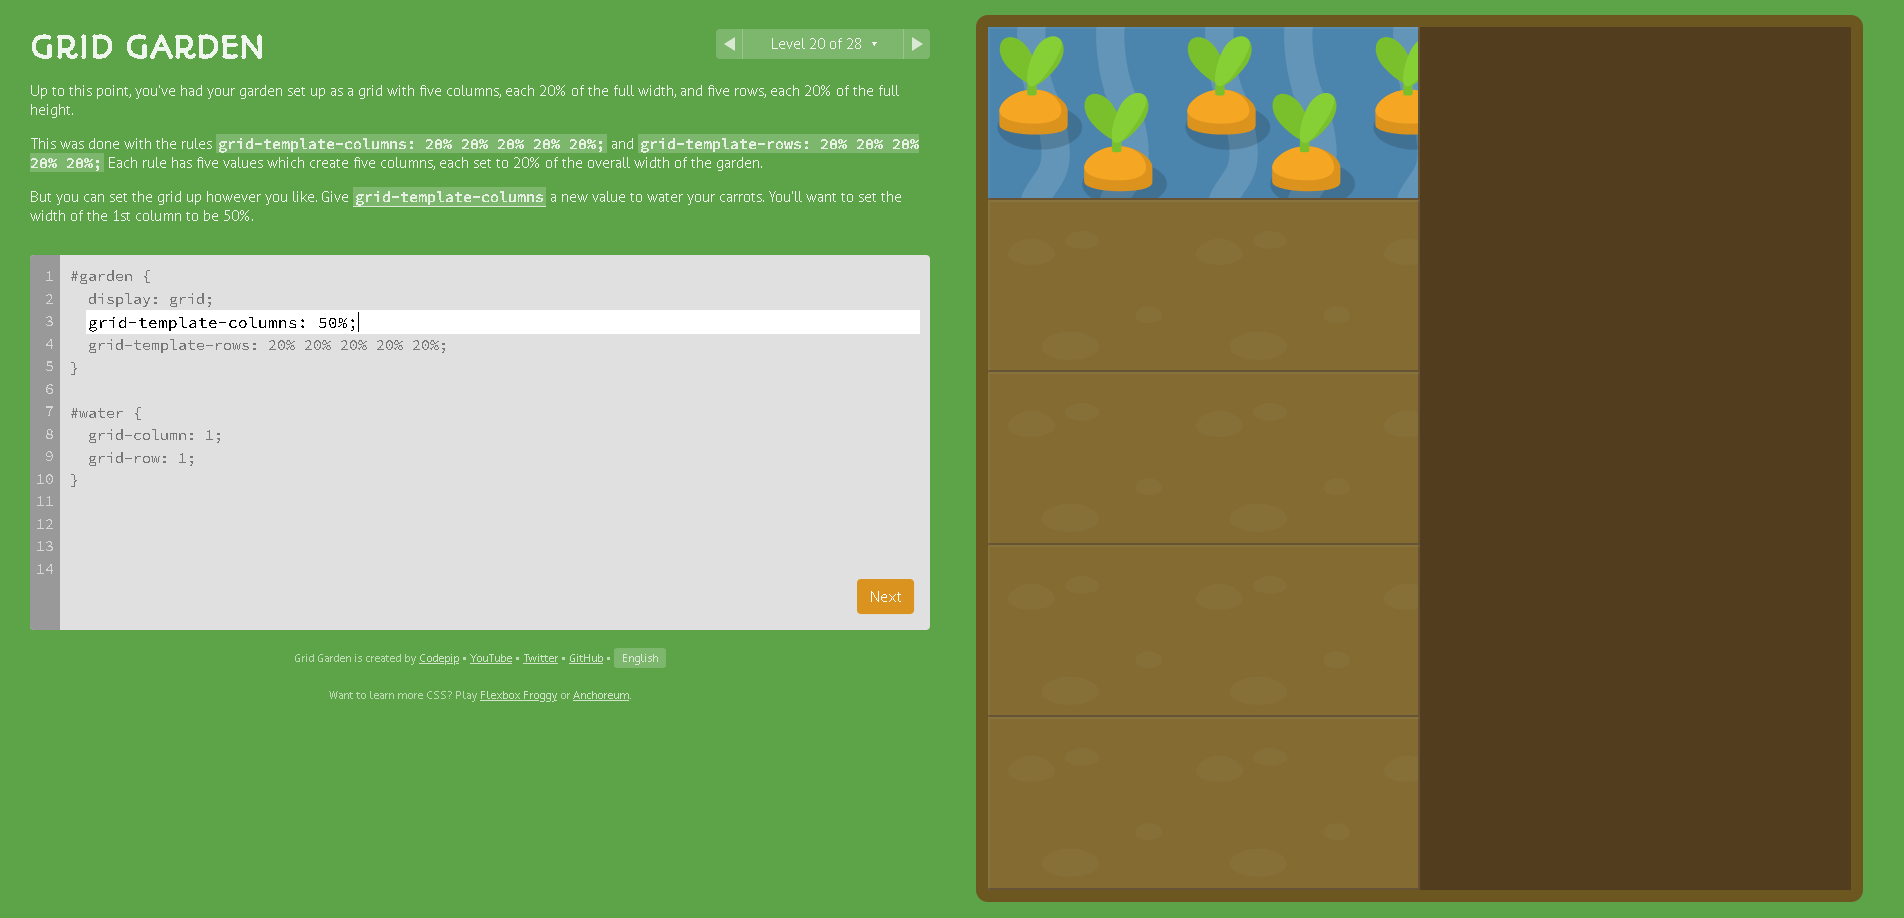 GRID GARDEN
◀ Level 20 of 28 ▾ ▶
Up to this point, you've had your garden set up as a grid with five columns, each 20% of the full width, and five rows, each 20% of the full
height.
This was done with the rules grid-template-columns: 20% 20% 20% 20% 20%; and grid-template-rows: 20% 20% 20%
20% 20%; Each rule has five values which create five columns, each set to 20% of the overall width of the garden.
But you can set the grid up however you like. Give grid-template-columns a new value to water your carrots. You'll want to set the
width of the 1st column to be 50%.
1 #garden {
2   display: grid;
3   grid-template-columns: 50%;
4   grid-template-rows: 20% 20% 20% 20% 20%;
5 }
6
7 #water {
8   grid-column: 1;
9   grid-row: 1;
10 }
11
12
13
14
Next
Grid Garden is created by Codepip • YouTube • Twitter • GitHub • English
Want to learn more CSS? Play Flexbox Froggy or Anchoreum.